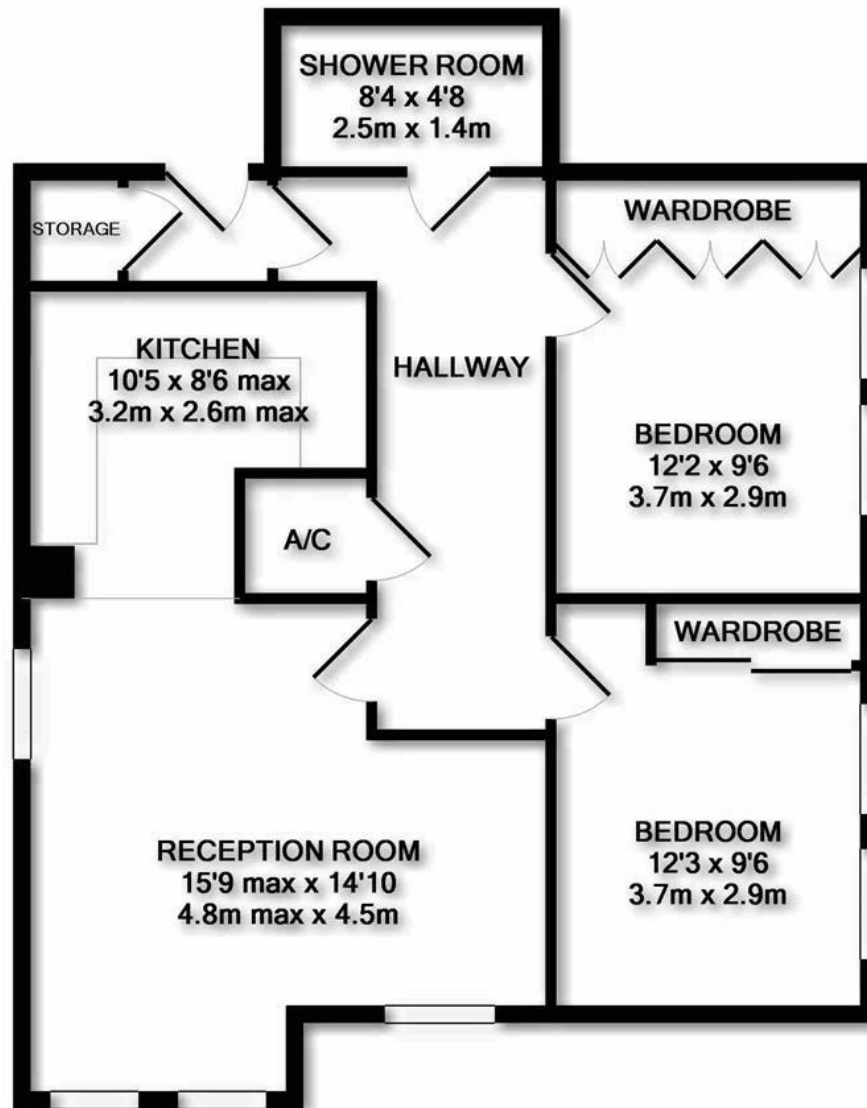 SHOWER ROOM
8'4 x 4'8
2.5m x 1.4m
STORAGE
WARDROBE
KITCHEN
10'5 x 8'6 max
3.2m x 2.6m max
HALLWAY
BEDROOM
12'2 x 9'6
3.7m x 2.9m
A/C
WARDROBE
RECEPTION ROOM
15'9 max x 14'10
4.8m max x 4.5m
BEDROOM
12'3 x 9'6
3.7m x 2.9m